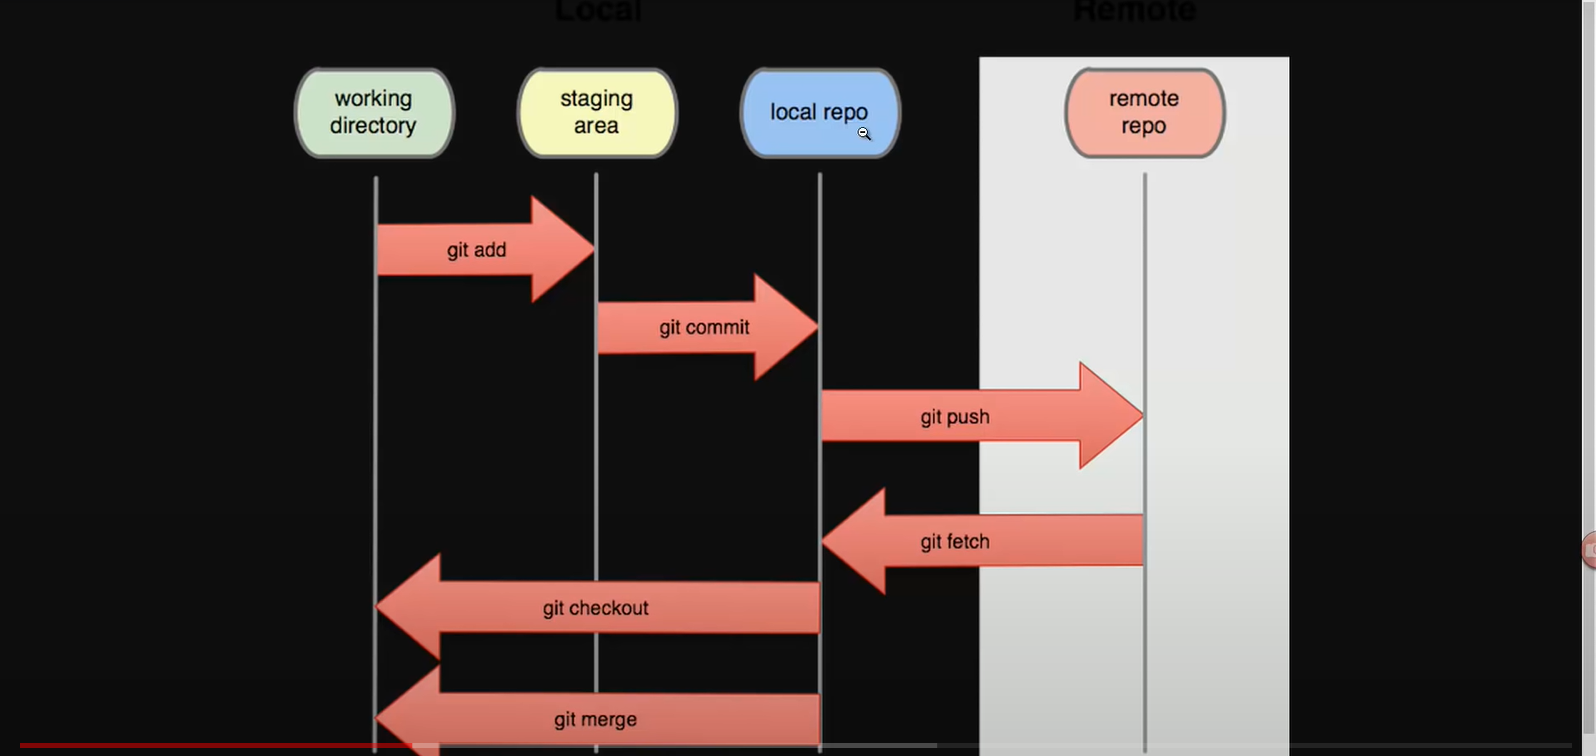 Local
Remote
working
directory
staging
area
local repo
remote
repo
git add
git commit
git push
git fetch
git checkout
git merge